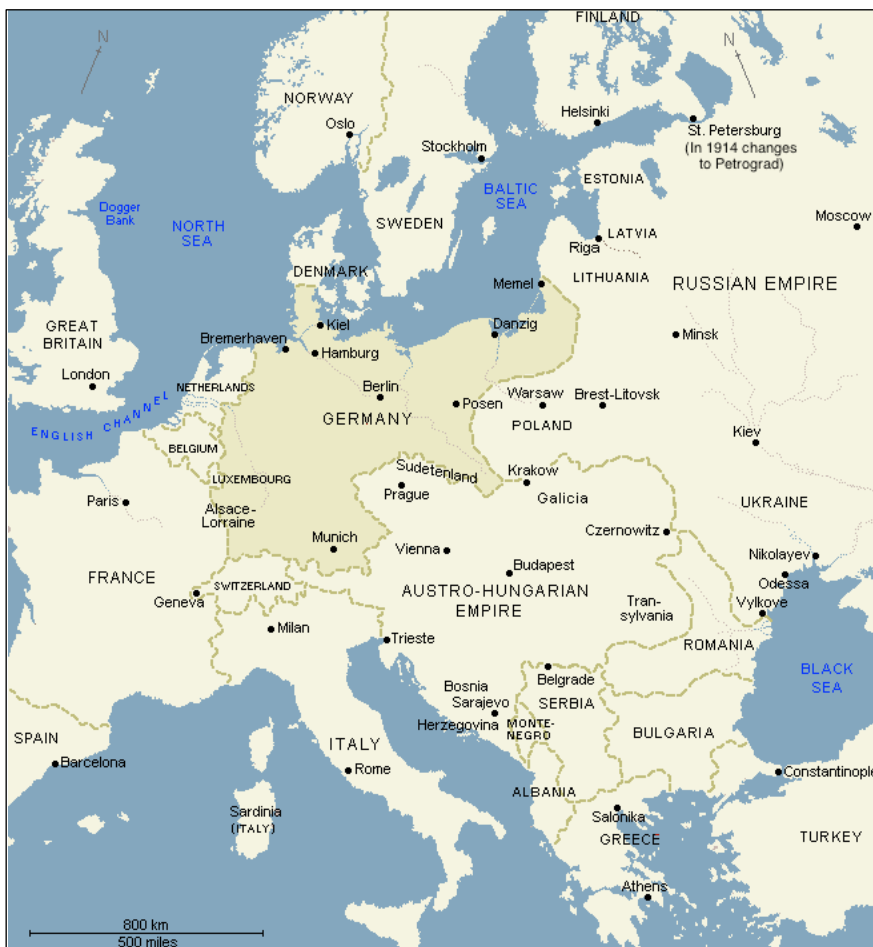 FINLAND
N
N
NORWAY
Helsinki
Oslo
St. Petersburg
(In 1914 changes
to Petrograd)
Stockholm
ESTONIA
BALTIC
SEA
Dogger
Bank
NORTH
SEA
SWEDEN
Moscow
LATVIA
Riga
DENMARK
LITHUANIA
Memel
RUSSIAN EMPIRE
GREAT
BRITAIN
Kiel
Danzig
Minsk
Bremerhaven
Hamburg
London
NETHERLANDS
Berlin
Posen
Warsaw
Brest-Litovsk
ENGLISH CHANNEL
GERMANY
POLAND
Kiev
BELGIUM
Sudetenland
Krakow
LUXEMBOURG
Prague
Galicia
Paris
Alsace-
Lorraine
UKRAINE
Czernowitz
Munich
Vienna
Nikolayev
FRANCE
Budapest
Odessa
SWITZERLAND
AUSTRO-HUNGARIAN
EMPIRE
Geneva
Tran-
sylvania
Vylkove
Milan
Trieste
ROMANIA
Belgrade
BLACK
SEA
Bosnia
Sarajevo
Herzegovina
SERBIA
MONTE-
NEGRO
BULGARIA
SPAIN
ITALY
Barcelona
Rome
Constantinople
ALBANIA
Sardinia
(ITALY)
Salonika
GREECE
TURKEY
Athens
800 km
500 miles